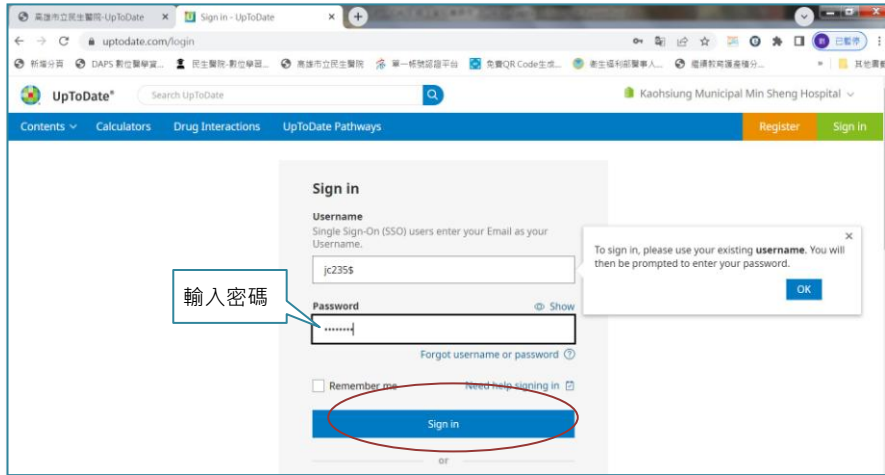 高雄市立民生醫院-UpToDate
Sign in - UpToDate
uptodate.com/login
已暫停
新增分頁
DAPS 數位醫學資...
民生醫院-數位學習...
高雄市立民生醫院
單一帳號認證平台
免費QR Code生成...
衛生福利部醫事人...
繼續教育護產積分...
»
其他書
UpToDate®
Search UpToDate
Kaohsiung Municipal Min Sheng Hospital
Contents
Calculators
Drug Interactions
UpToDate Pathways
Register
Sign in
Sign in
Username
Single Sign-On (SSO) users enter your Email as your
Username.
jc235$
To sign in, please use your existing username. You will
then be prompted to enter your password.
OK
輸入密碼
Password
Show
••••••••
Forgot username or password
Remember me
Need help signing in
Sign in
or